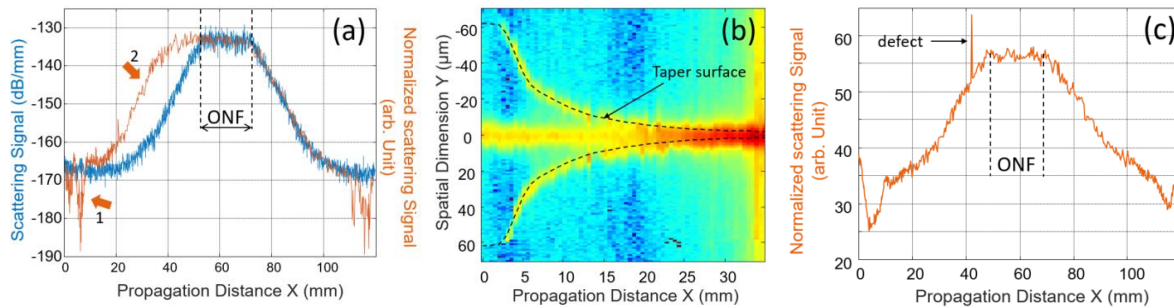 (a)
-130
-140
-150
-160
-170
-180
-190
2
1
ONF
0
20
40
60
80
100
Scattering Signal (dB/mm)
Normalized scattering Signal
(arb. Unit)
Propagation Distance X (mm)
(b)
-60
-40
-20
0
20
40
60
Taper surface
0
5
10
15
20
25
30
Spatial Dimension Y (µm)
Propagation Distance X (mm)
(c)
60
60
50
40
30
20
defect
ONF
0
20
40
60
80
100
Normalized scattering Signal
(arb. Unit)
Propagation Distance X (mm)